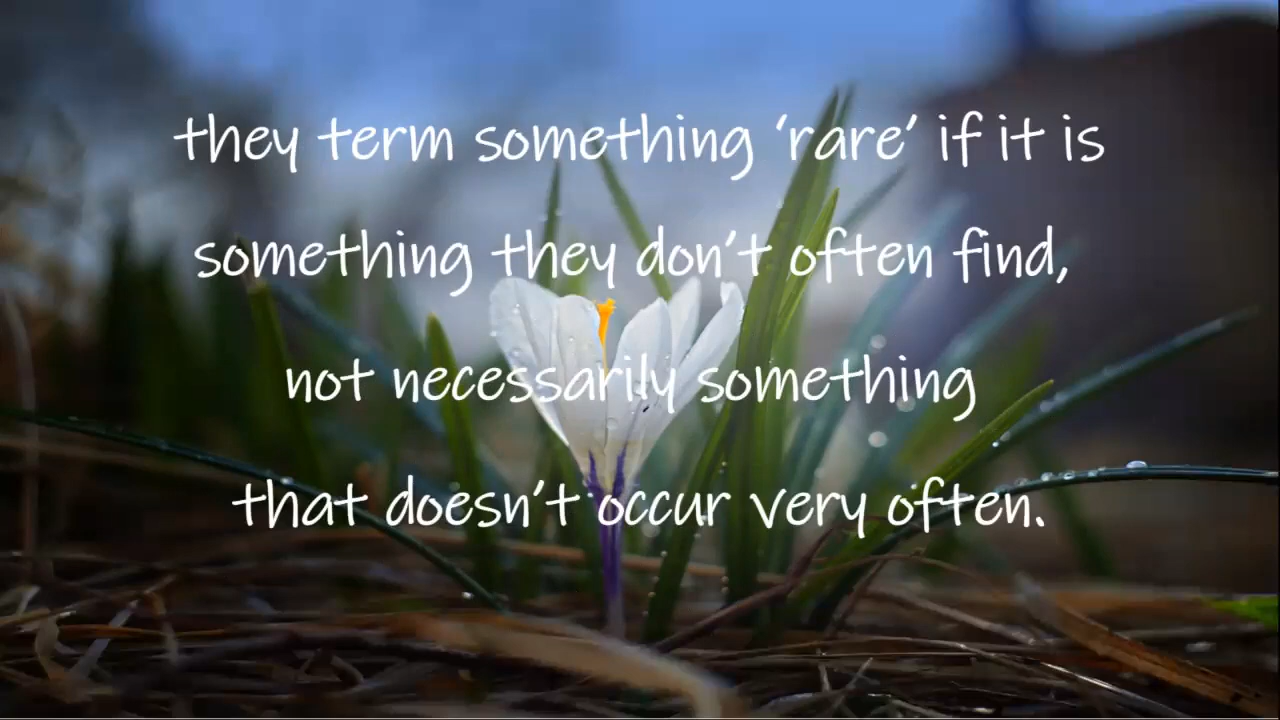 they term something ‘rare’ if it is
something they don’t often find,
not necessarily something
that doesn’t occur very often.